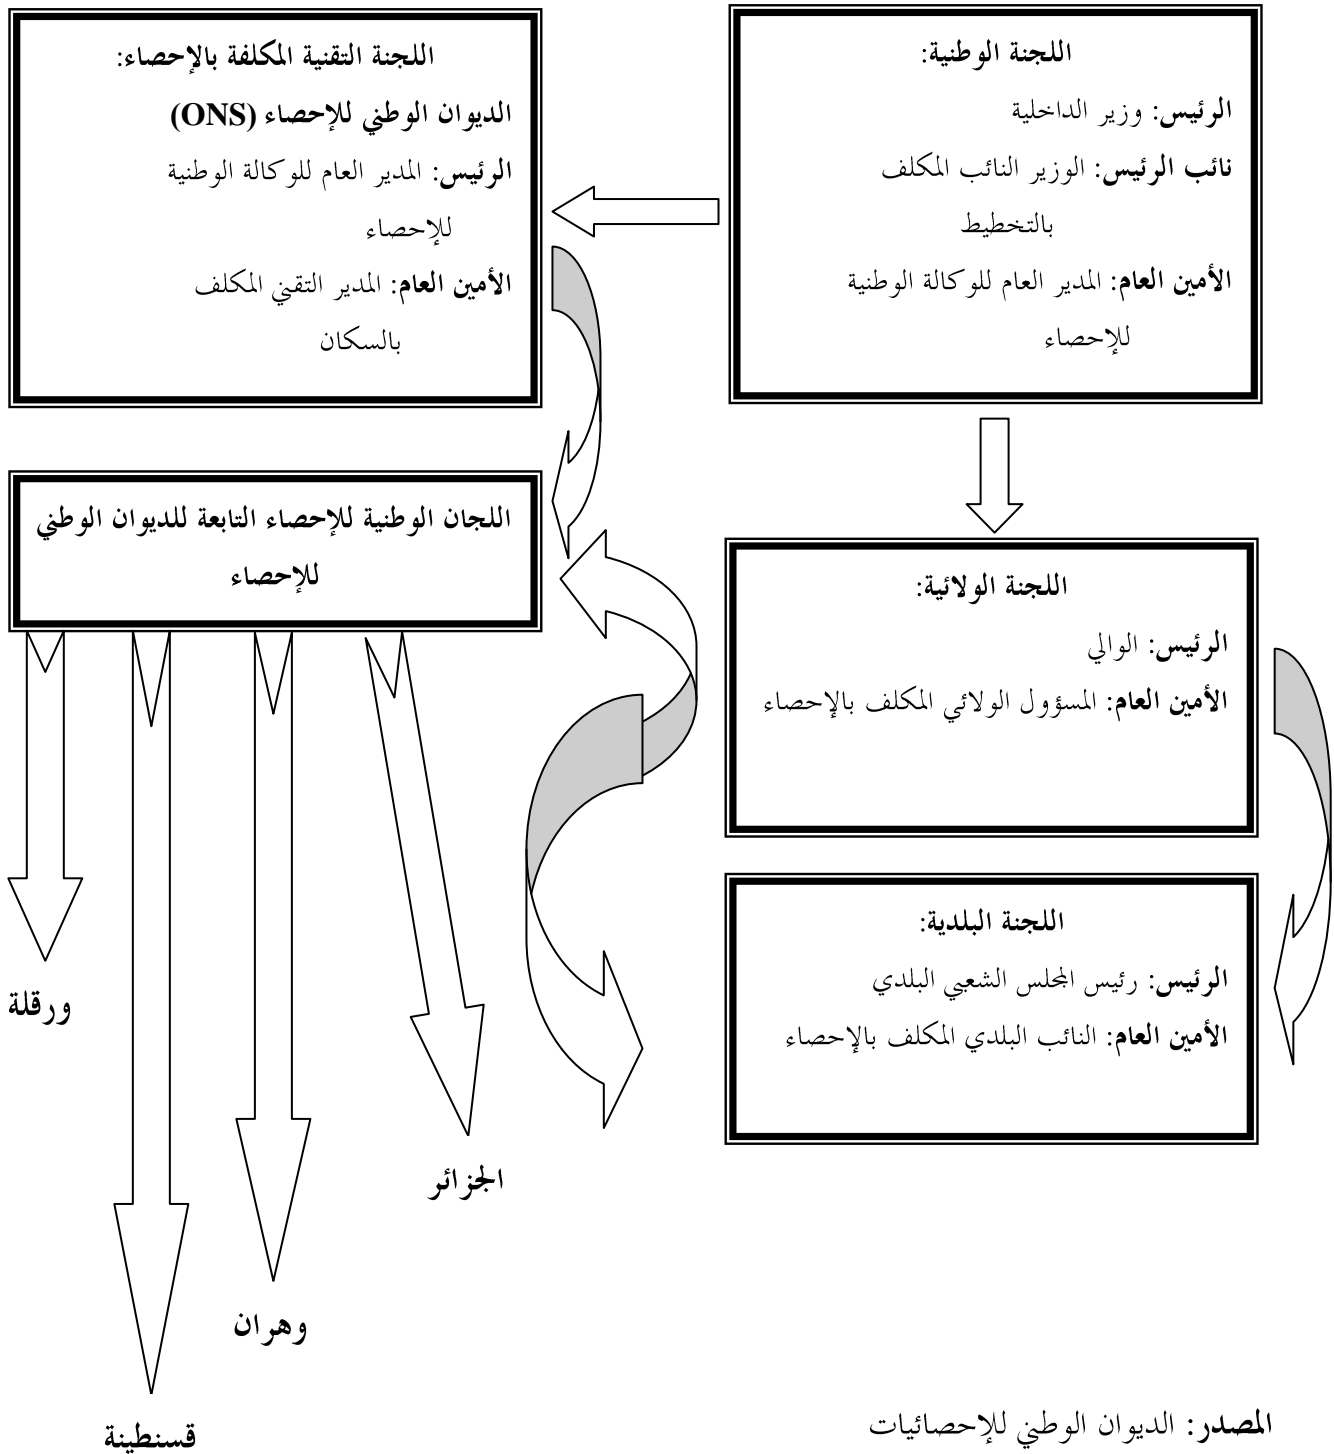 اللجنة الوطنية:
الرئيس: وزير الداخلية
نائب الرئيس: الوزير النائب المكلف
بالتخطيط
الأمين العام: المدير العام للوكالة الوطنية
للإحصاء
اللجنة التقنية المكلفة بالإحصاء:
الديوان الوطني للإحصاء (ONS)
الرئيس: المدير العام للوكالة الوطنية
للإحصاء
الأمين العام: المدير التقني المكلف
بالسكان
اللجان الوطنية للإحصاء التابعة للديوان الوطني
للإحصاء
اللجنة الولائية:
الرئيس: الوالي
الأمين العام: المسؤول الولائي المكلف بالإحصاء
اللجنة البلدية:
الرئيس: رئيس المجلس الشعبي البلدي
الأمين العام: النائب البلدي المكلف بالإحصاء
الجزائر
وهران
قسنطينة
ورقلة
المصدر: الديوان الوطني للإحصائيات